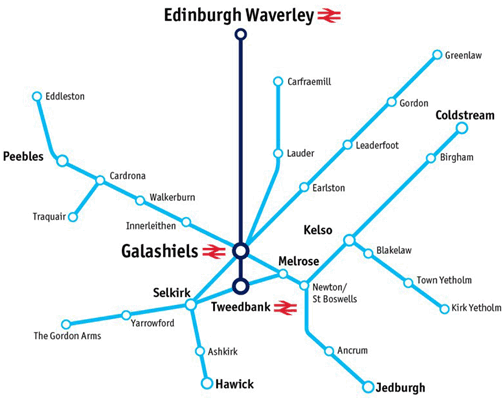 Edinburgh Waverley
Greenlaw
Carfraemill
Eddleston
Gordon
Coldstream
Leaderfoot
Lauder
Birgham
Peebles
Cardrona
Earlston
Walkerburn
Traquair
Innerleithen
Kelso
Galashiels
Blakelaw
Melrose
Town Yetholm
Newton/
St Boswells
Selkirk
Tweedbank
Kirk Yetholm
Yarrowford
The Gordon Arms
Ashkirk
Ancrum
Hawick
Jedburgh